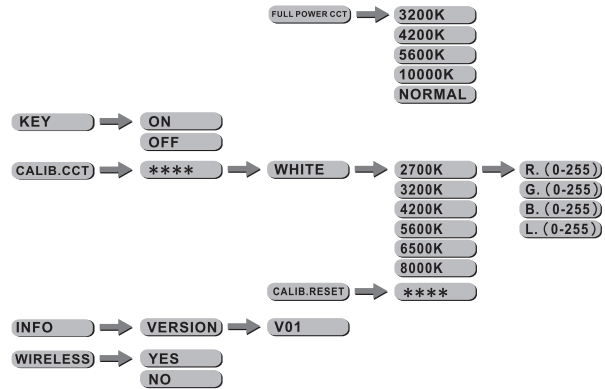 FULL POWER CCT 3200K
4200K
5600K
10000K
NORMAL
KEY ON
OFF
CALIB.CCT **** WHITE 2700K R. (0-255)
3200K G. (0-255)
4200K B. (0-255)
5600K L. (0-255)
6500K
8000K
CALIB.RESET ****
INFO VERSION V01
WIRELESS YES
NO